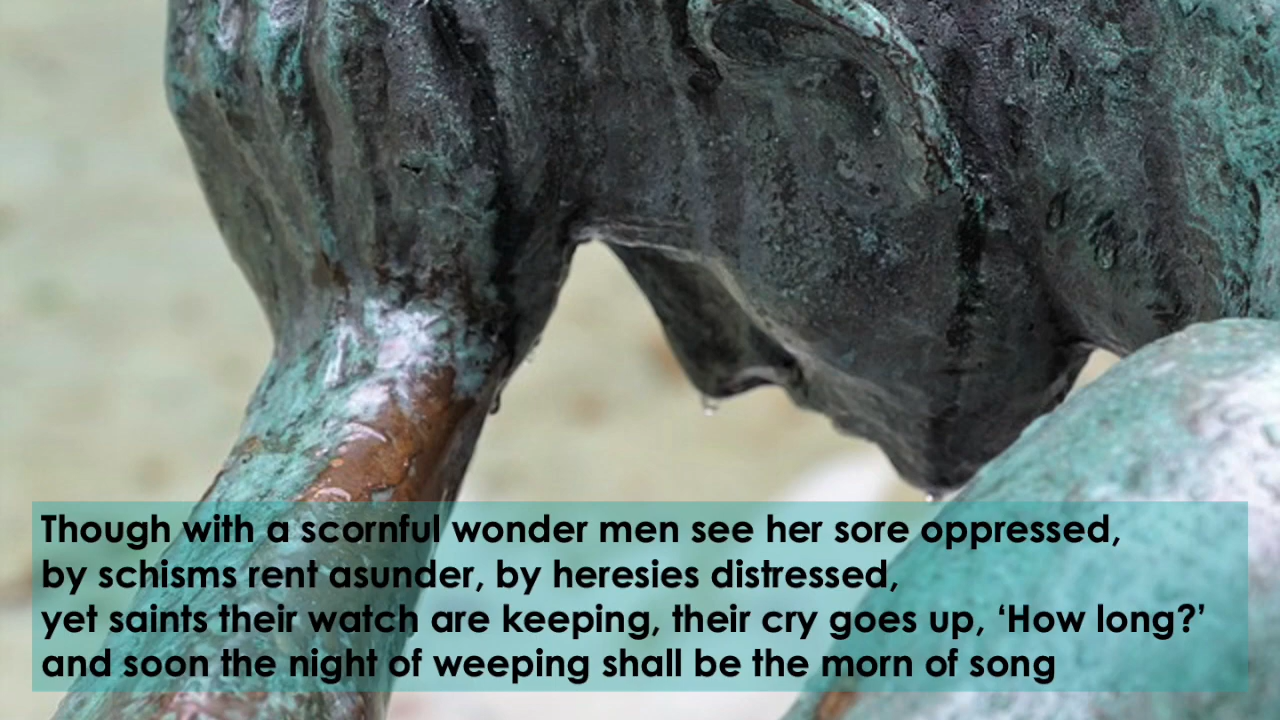 Though with a scornful wonder men see her sore oppressed,
by schisms rent asunder, by heresies distressed,
yet saints their watch are keeping, their cry goes up, ‘How long?’
and soon the night of weeping shall be the morn of song